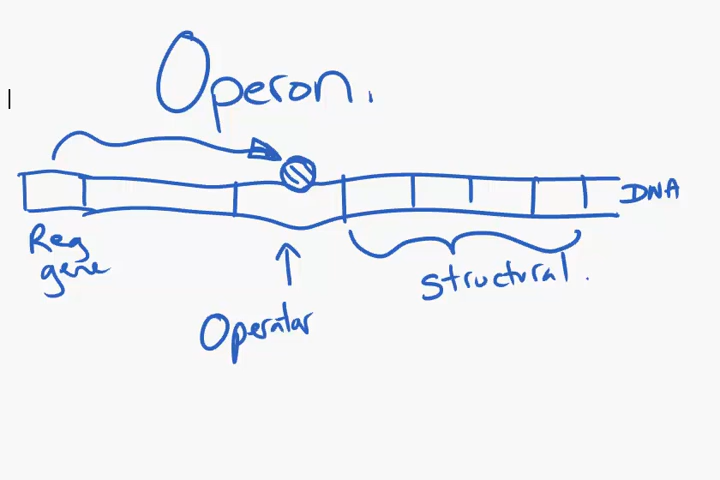 Operon.
DNA
Reg
gene
Structural.
Operator